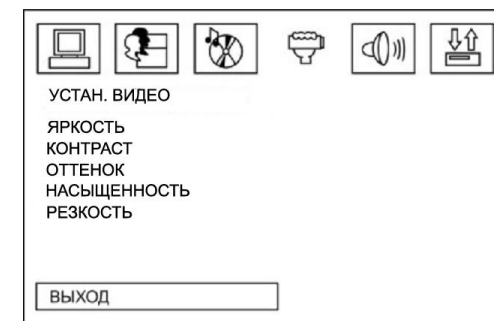 УСТАН. ВИДЕО
ЯРКОСТЬ
КОНТРАСТ
ОТТЕНОК
НАСЫЩЕННОСТЬ
РЕЗКОСТЬ
ВЫХОД